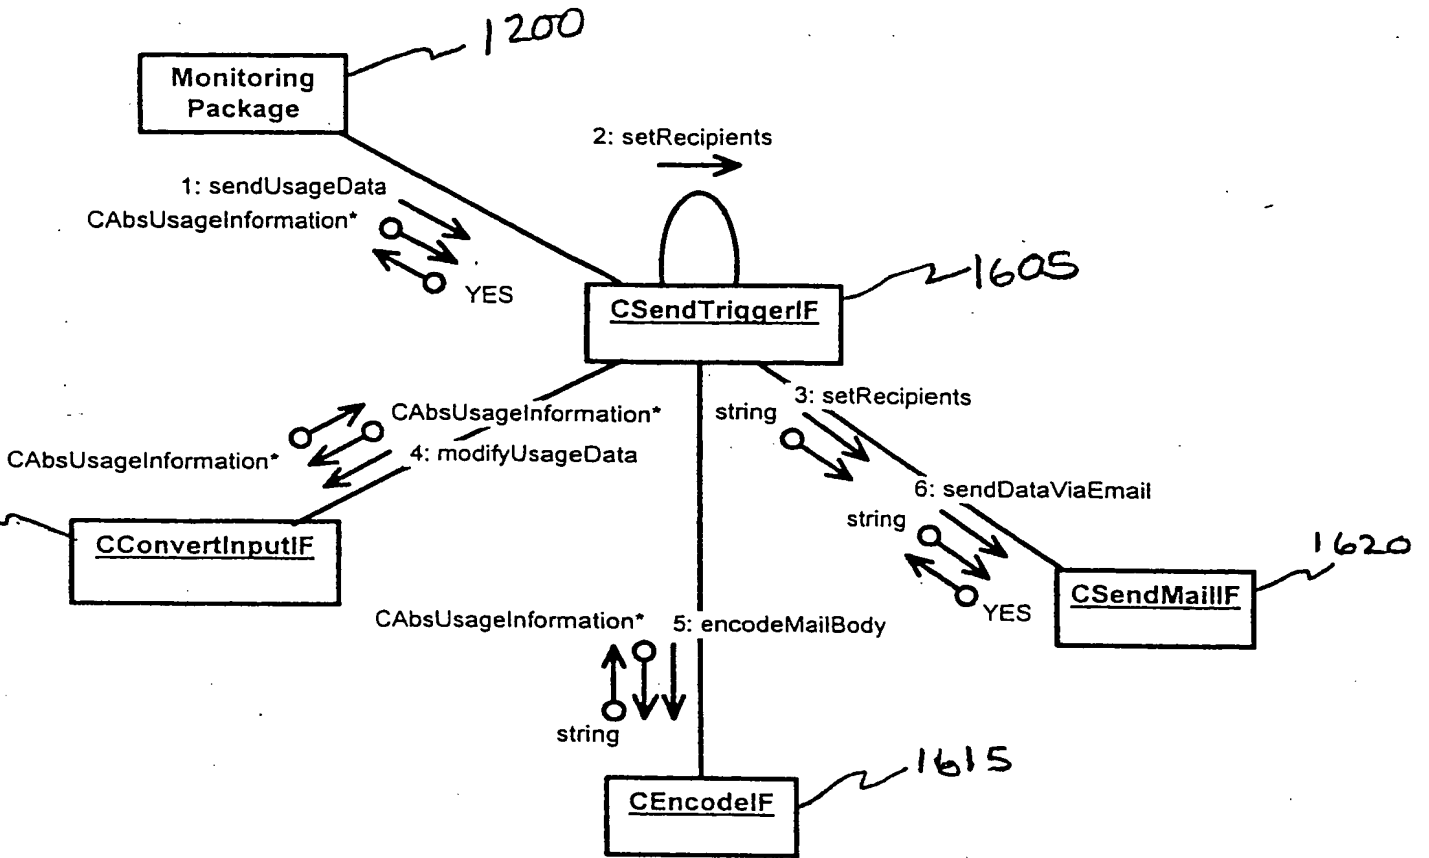 1200
Monitoring
Package
2: setRecipients
1: sendUsageData
CAbsUsageInformation*
YES
1605
CSendTriggerIF
3: setRecipients
string
CAbsUsageInformation*
CAbsUsageInformation*
4: modifyUsageData
6: sendDataViaEmail
string
CConvertInputIF
1620
CSendMailIF
YES
CAbsUsageInformation*
5: encodeMailBody
string
1615
CEncodeIF